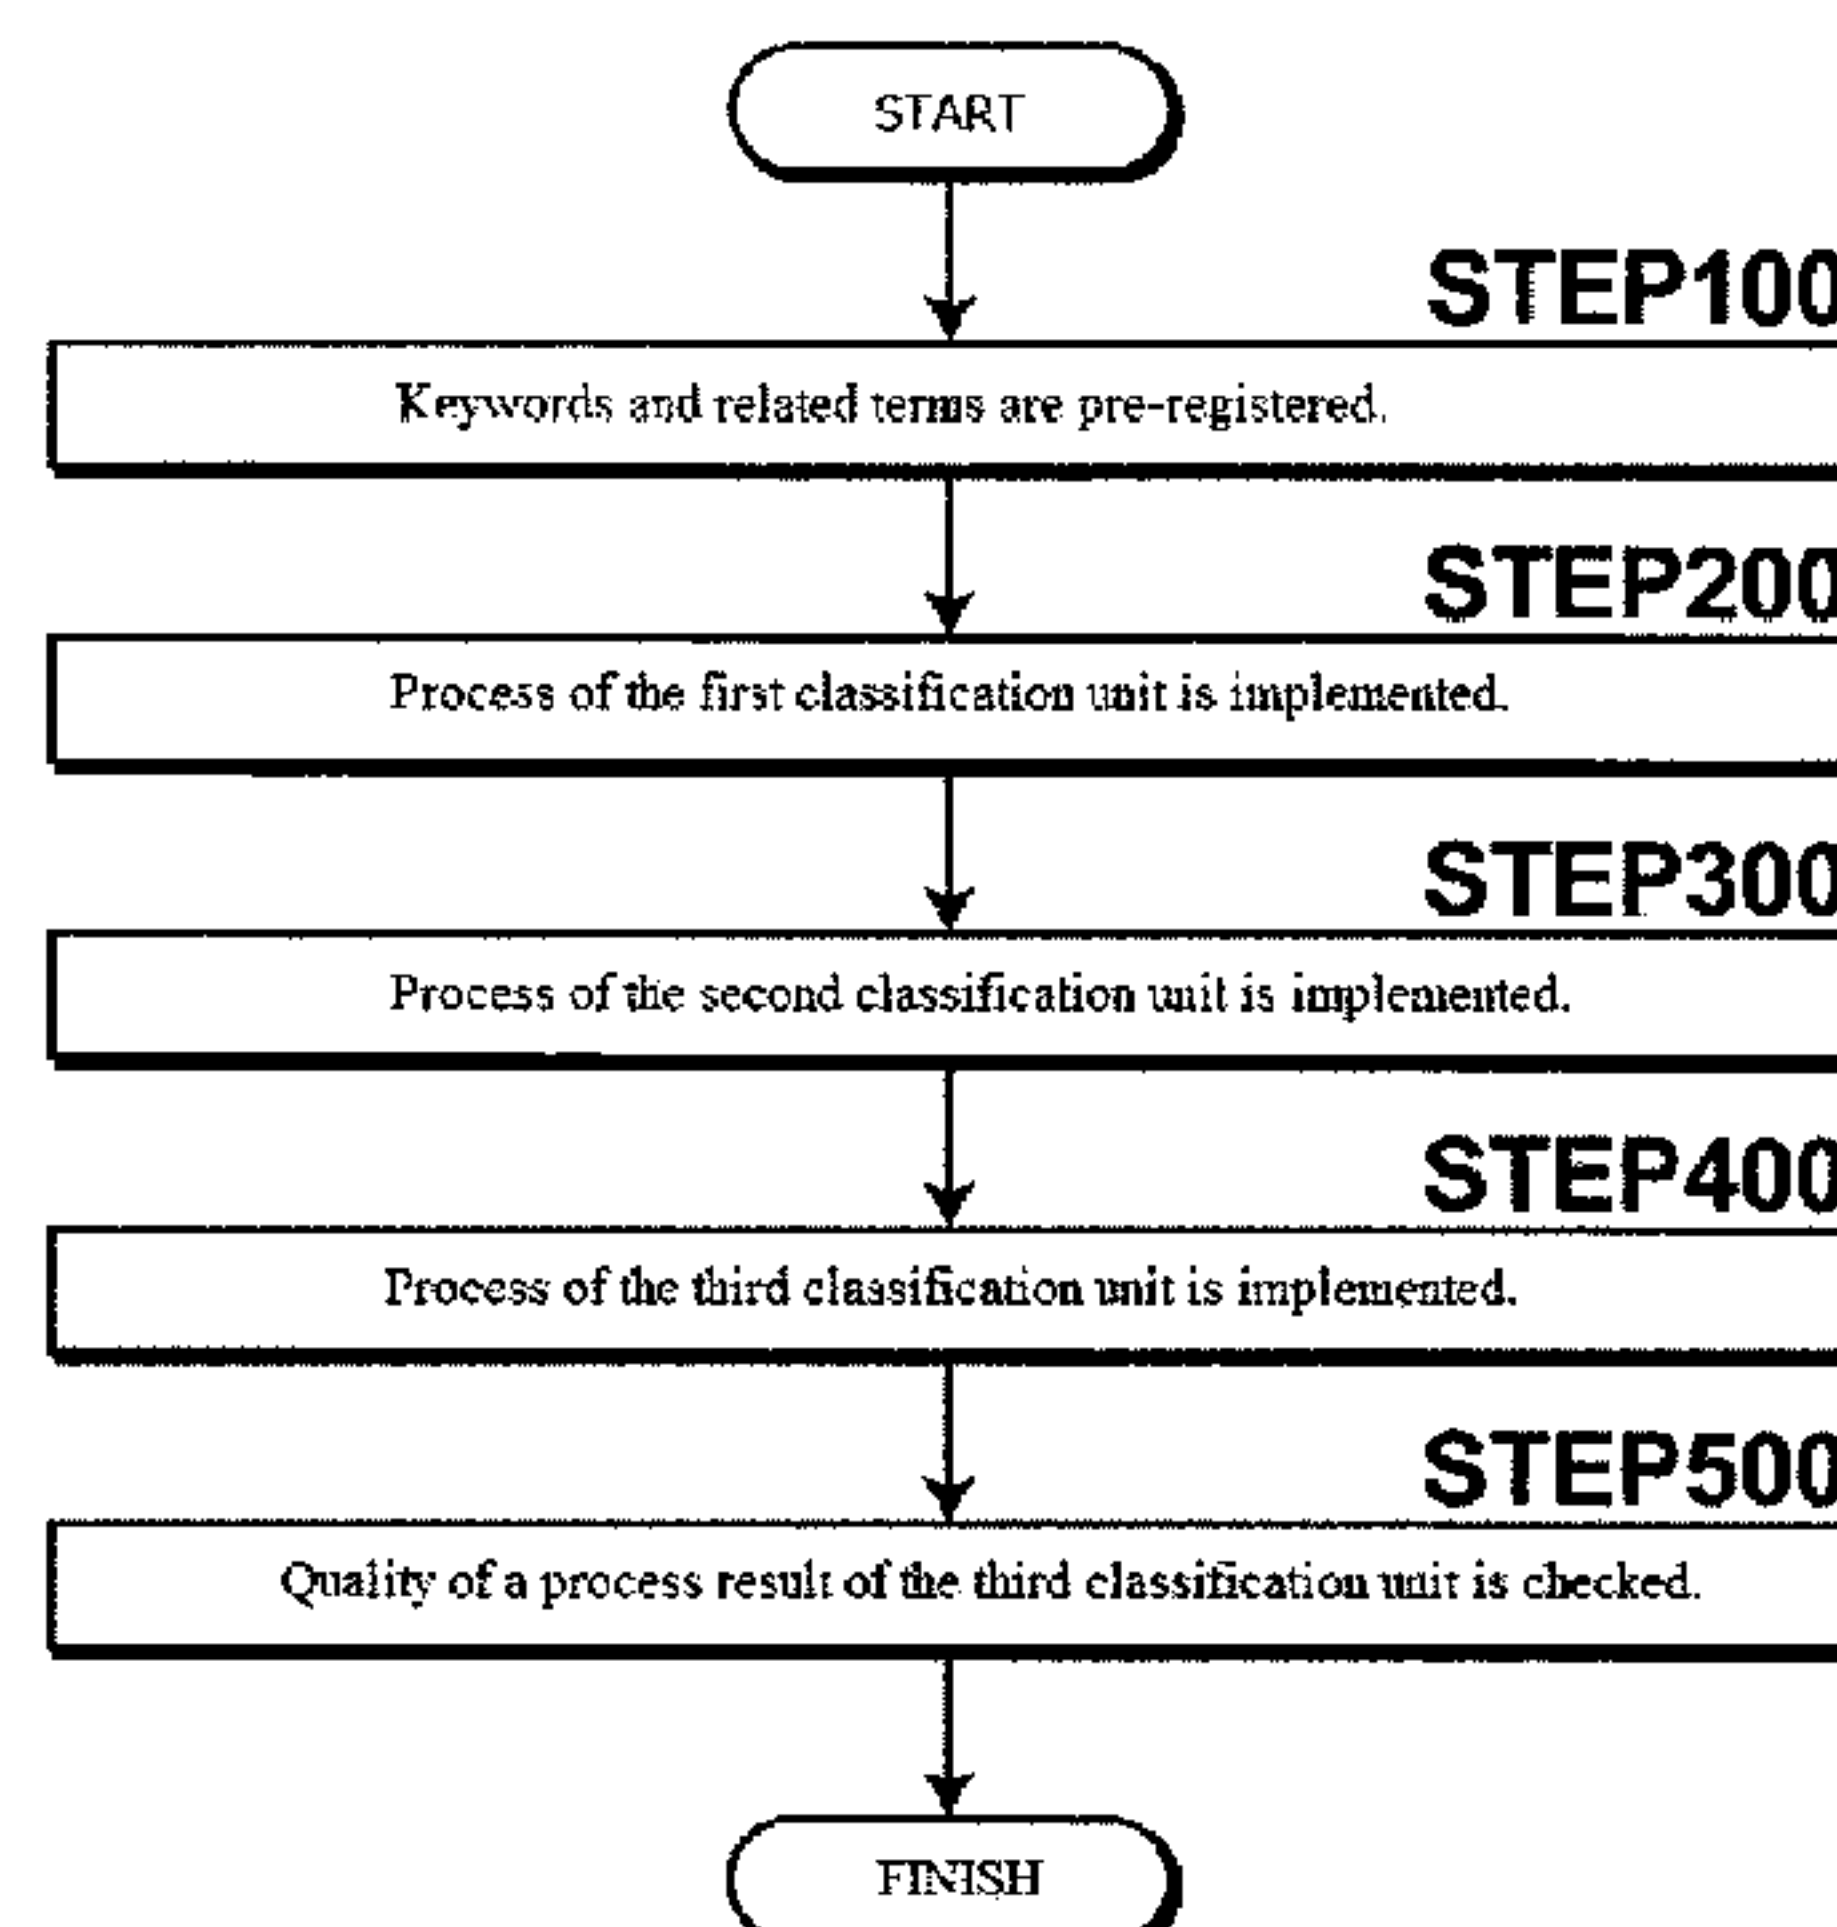 START
STEP100
Keywords and related terms are pre-registered.
STEP200
Process of the first classification unit is implemented.
STEP300
Process of the second classification unit is implemented.
STEP400
Process of the third classification unit is implemented.
STEP500
Quality of a process result of the third classification unit is checked.
FINISH